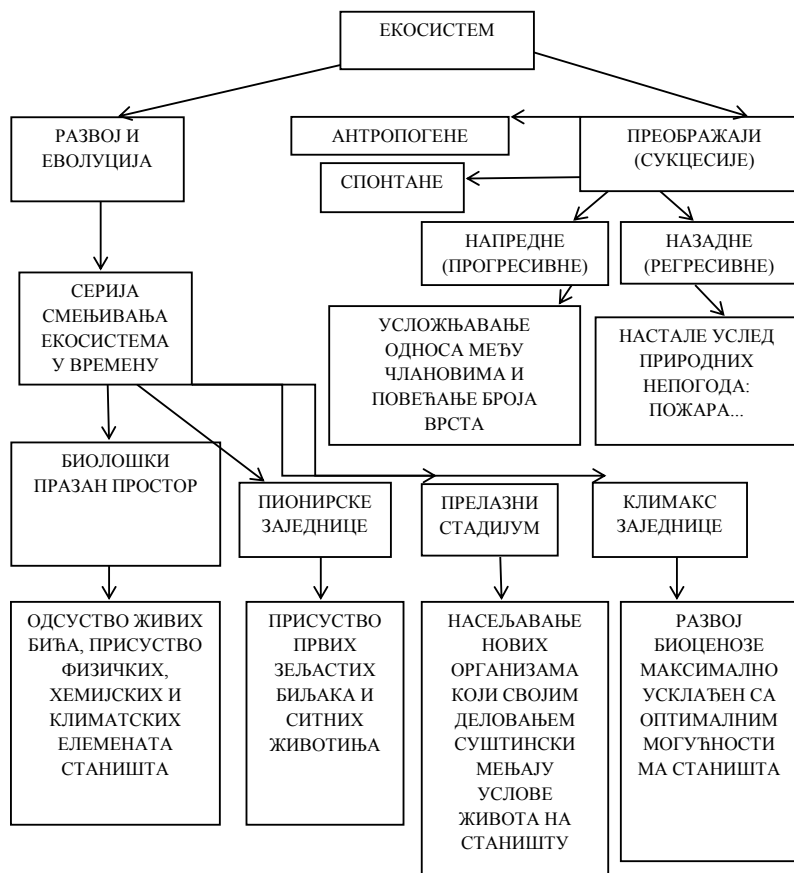 ЕКОСИСТЕМ
РАЗВОЈ И
ЕВОЛУЦИЈА
АНТРОПОГЕНЕ
ПРЕОБРАЖАЈИ
(СУКЦЕСИЈЕ)
СПОНТАНЕ
НАПРЕДНЕ
(ПРОГРЕСИВНЕ)
НАЗАДНЕ
(РЕГРЕСИВНЕ)
СЕРИЈА
СМЕЊИВАЊА
ЕКОСИСТЕМА
У ВРЕМЕНУ
УСЛОЖЊАВАЊЕ
ОДНОСА МЕЂУ
ЧЛАНОВИМА И
ПОВЕЋАЊЕ БРОЈА
ВРСТА
НАСТАЛЕ УСЛЕД
ПРИРОДНИХ
НЕПОГОДА:
ПОЖАРА...
БИОЛОШКИ
ПРАЗАН ПРОСТОР
ПИОНИРСКЕ
ЗАЈЕДНИЦЕ
ПРЕЛАЗНИ
СТАДИЈУМ
КЛИМАКС
ЗАЈЕДНИЦЕ
ОДСУСТВО ЖИВИХ
БИЋА, ПРИСУСТВО
ФИЗИЧКИХ,
ХЕМИЈСКИХ И
КЛИМАТСКИХ
ЕЛЕМЕНАТА
СТАНИШТА
ПРИСУСТВО
ПРВИХ
ЗЕЉАСТИХ
БИЉАКА И
СИТНИХ
ЖИВОТИЊА
НАСЕЉАВАЊЕ
НОВИХ
ОРГАНИЗАМА
КОЈИ СВОЈИМ
ДЕЛОВАЊЕМ
СУШТИНСКИ
МЕЊАЈУ
УСЛОВЕ
ЖИВОТА НА
СТАНИШТУ
РАЗВОЈ
БИОЦЕНОЗЕ
МАКСИМАЛНО
УСКЛАЂЕН СА
ОПТИМАЛНИМ
МОГУЋНОСТИ
МА СТАНИШТА